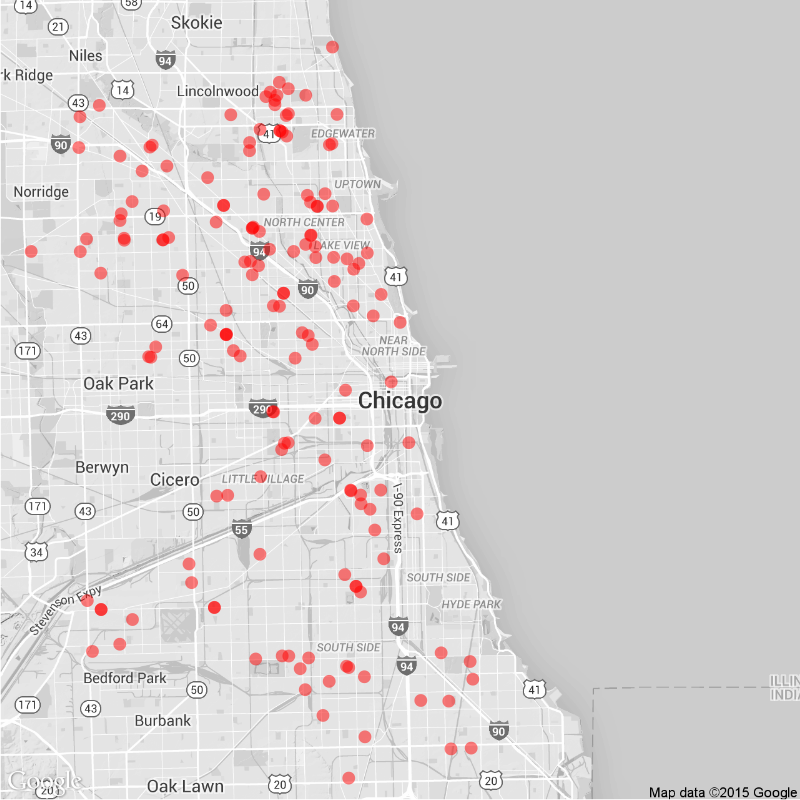 14
58
Skokie
21
Niles
94
rk Ridge
14
Lincolnwood
43
41
EDGEWATER
90
Norridge
UPTOWN
19
NORTH CENTER
LAKE VIEW
94
41
50
90
64
43
NEAR
NORTH SIDE
171
50
Oak Park
Chicago
290
290
Berwyn
Cicero
LITTLE VILLAGE
171
43
50
I-90 Express
41
55
34
SOUTH SIDE
Stevenson Expy
HYDE PARK
94
SOUTH SIDE
94
Bedford Park
ILLIN
INDIA
50
41
171
43
Burbank
90
Google
20
Oak Lawn
20
20
Map data ©2015 Google